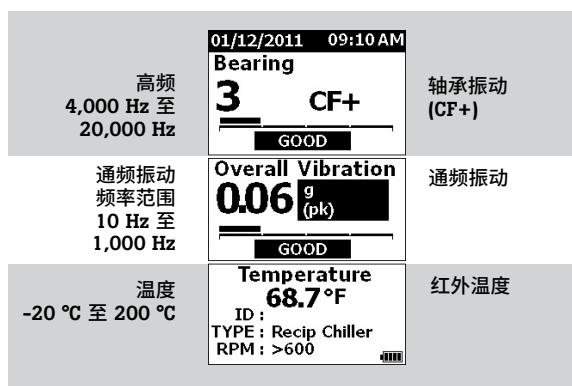 高频
4,000 Hz 至
20,000 Hz
01/12/2011 09:10 AM
Bearing
3 CF+
GOOD
轴承振动
(CF+)
通频振动
频率范围
10 Hz 至
1,000 Hz
Overall Vibration
0.06 g
(pk)
GOOD
通频振动
温度
-20 ℃ 至 200 ℃
Temperature
68.7°F
ID :
TYPE : Recip Chiller
RPM : >600
红外温度